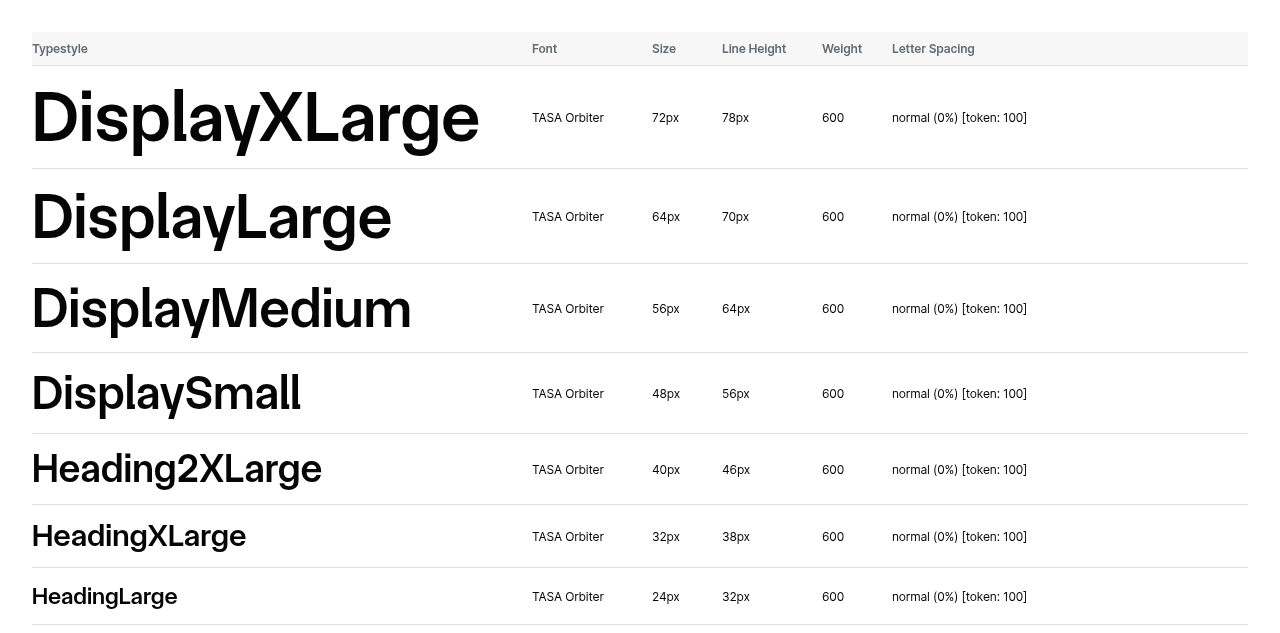 Typestyle Font Size Line Height Weight Letter Spacing
DisplayXLarge TASA Orbiter 72px 78px 600 normal (0%) [token: 100]
DisplayLarge TASA Orbiter 64px 70px 600 normal (0%) [token: 100]
DisplayMedium TASA Orbiter 56px 64px 600 normal (0%) [token: 100]
DisplaySmall TASA Orbiter 48px 56px 600 normal (0%) [token: 100]
Heading2XLarge TASA Orbiter 40px 46px 600 normal (0%) [token: 100]
HeadingXLarge TASA Orbiter 32px 38px 600 normal (0%) [token: 100]
HeadingLarge TASA Orbiter 24px 32px 600 normal (0%) [token: 100]